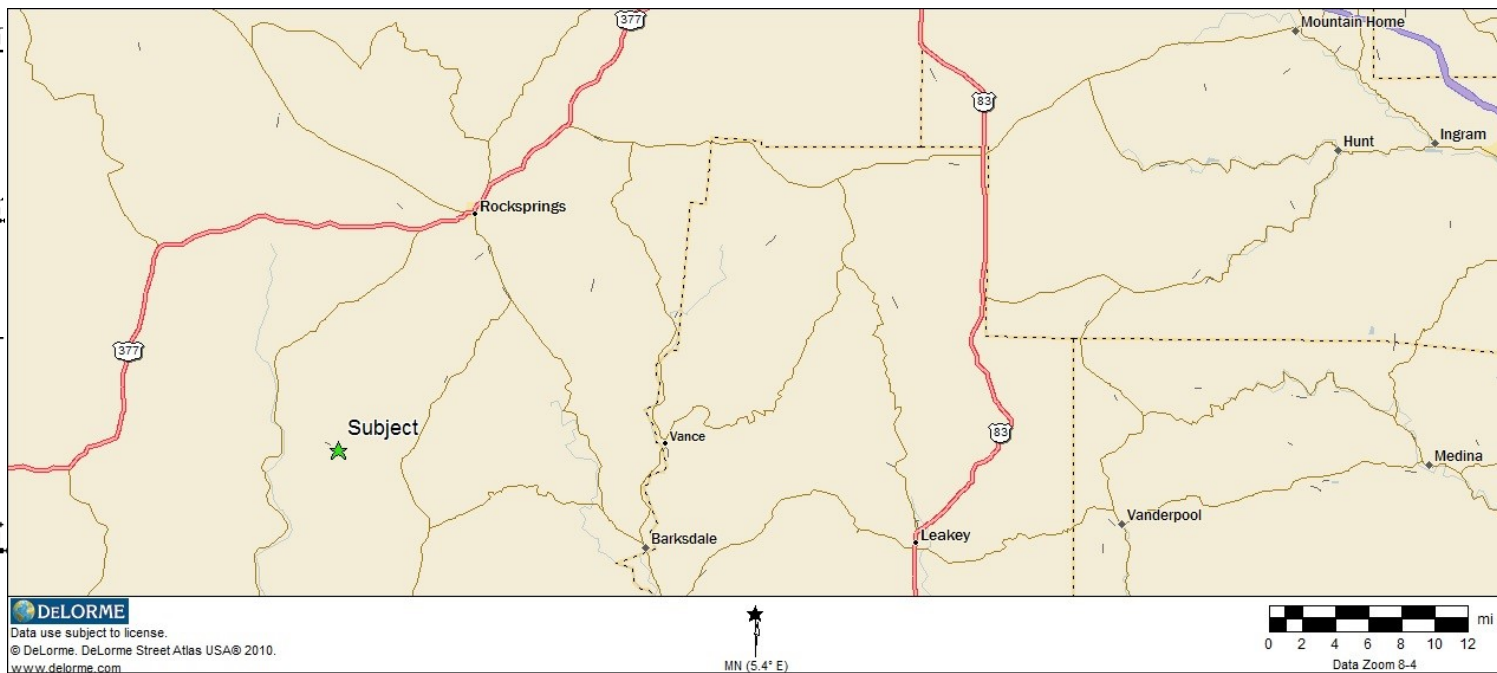 377
Mountain Home
83
Hunt
Ingram
Rocksprings
377
Subject
Vance
83
Medina
Vanderpool
Barksdale
Leakey
DELORME
Data use subject to license.
© DeLorme. DeLorme Street Atlas USA® 2010.
www.delorme.com
MN (5.4° E)
mi
0 2 4 6 8 10 12
Data Zoom 8-4